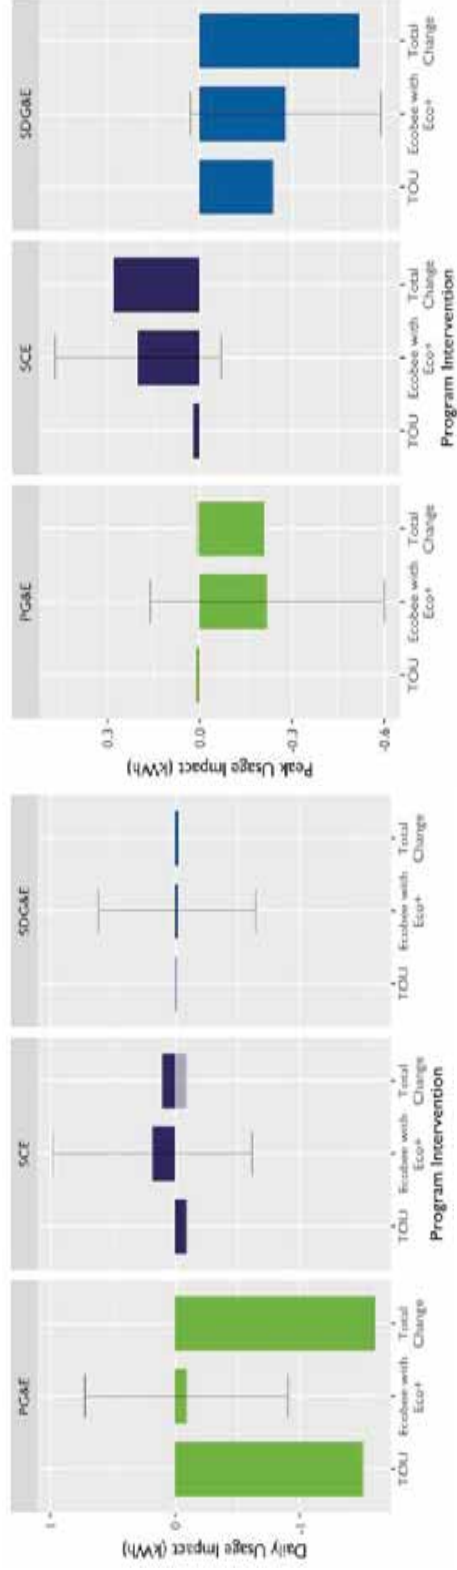 PG&E
SCE
SDG&E
1
0
-1
Daily Usage Impact (kWh)
TOU
Ecobee with
Eco+
Total
Change
TOU
Ecobee with
Eco+
Total
Change
TOU
Ecobee with
Eco+
Total
Change
Program Intervention
PG&E
SCE
SDG&E
0.3
0.0
-0.3
-0.6
Peak Usage Impact (kWh)
TOU
Ecobee with
Eco+
Total
Change
TOU
Ecobee with
Eco+
Total
Change
TOU
Ecobee with
Eco+
Total
Change
Program Intervention